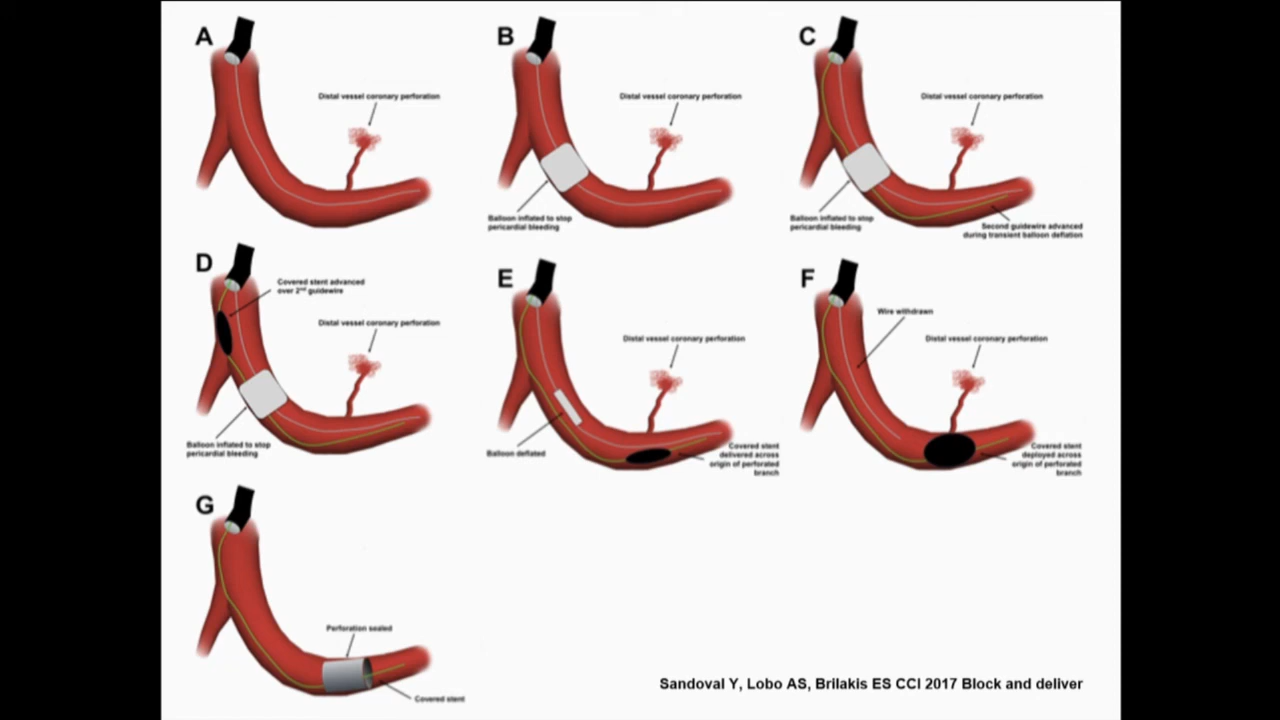 A
Distal vessel coronary perforation
B
Distal vessel coronary perforation
Balloon inflated to stop
pericardial bleeding
C
Distal vessel coronary perforation
Balloon inflated to stop
pericardial bleeding
Second guidewire advanced
during transient balloon deflation
D
Covered stent advanced
over 2nd guidewire
Distal vessel coronary perforation
Balloon inflated to stop
pericardial bleeding
E
Distal vessel coronary perforation
Balloon deflated
Covered stent
delivered across
origin of perforated
branch
F
Wire withdrawn
Distal vessel coronary perforation
Covered stent
deployed across
origin of perforated
branch
G
Perforation sealed
Covered stent
Sandoval Y, Lobo AS, Brilakis ES CCI 2017 Block and deliver